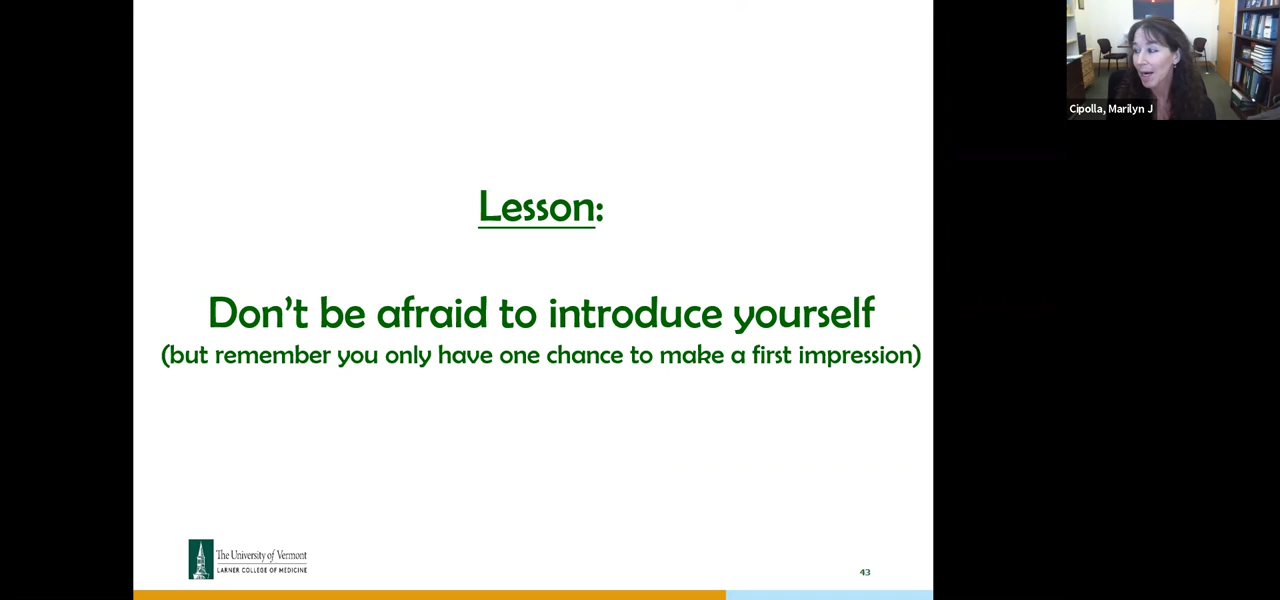 Cipolla, Marilyn J
Lesson:
Don't be afraid to introduce yourself
(but remember you only have one chance to make a first impression)
The University of Vermont
LARNER COLLEGE OF MEDICINE
43